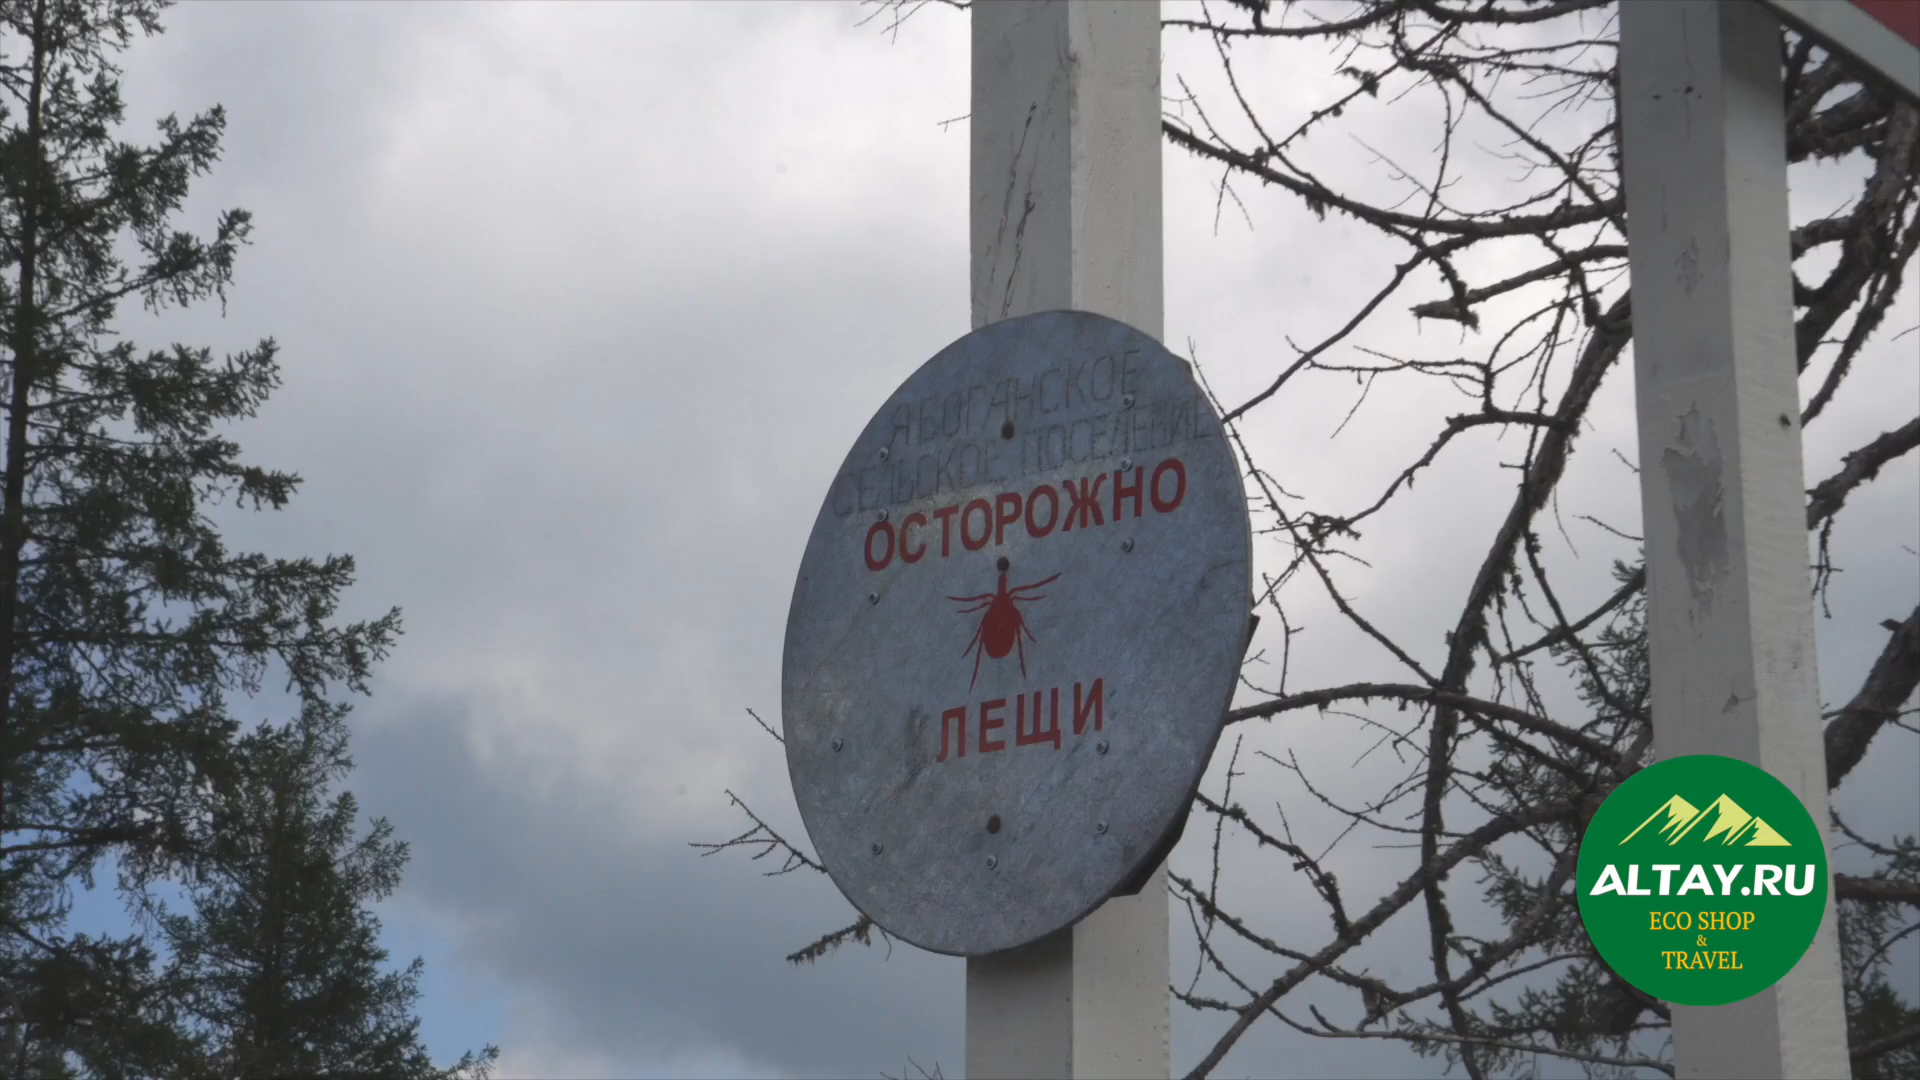 ЯБОГАНСКОЕ
СЕЛЬСКОЕ ПОСЕЛЕНИЕ
ОСТОРОЖНО
ЛЕЩИ
ALTAY.RU
ECO SHOP
&
TRAVEL